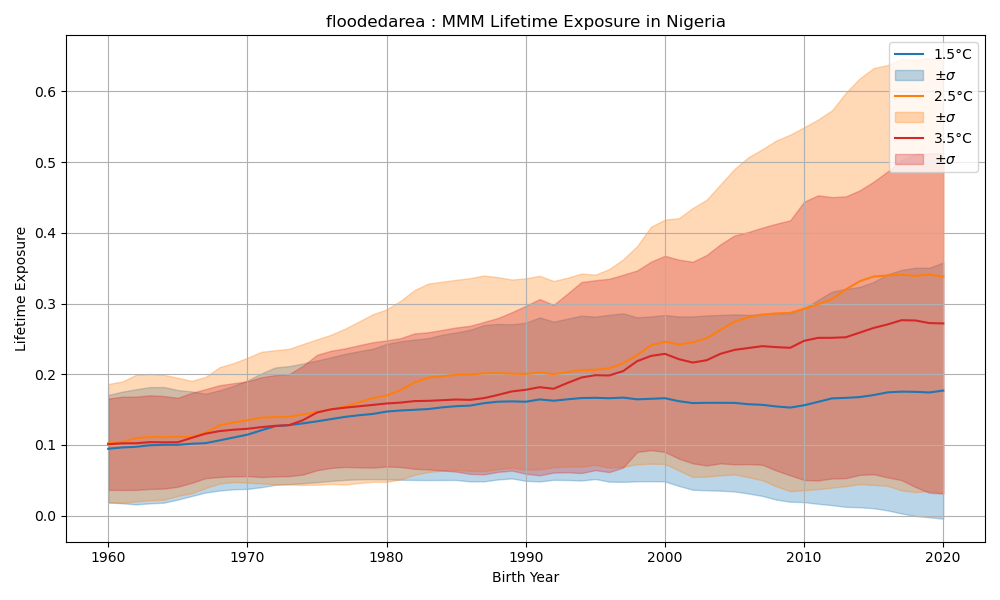 floodedarea : MMM Lifetime Exposure in Nigeria
1.5°C
±σ
2.5°C
±σ
3.5°C
±σ
Lifetime Exposure
0.6
0.5
0.4
0.3
0.2
0.1
0.0
1960 1970 1980 1990 2000 2010 2020
Birth Year